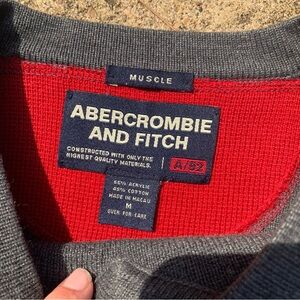 MUSCLE
ABERCROMBIE
AND FITCH
CONSTRUCTED WITH ONLY THE
HIGHEST QUALITY MATERIALS.
A/92
55% ACRYLIC
45% COTTON
MADE IN MACAU
M
OVER FOR CARE